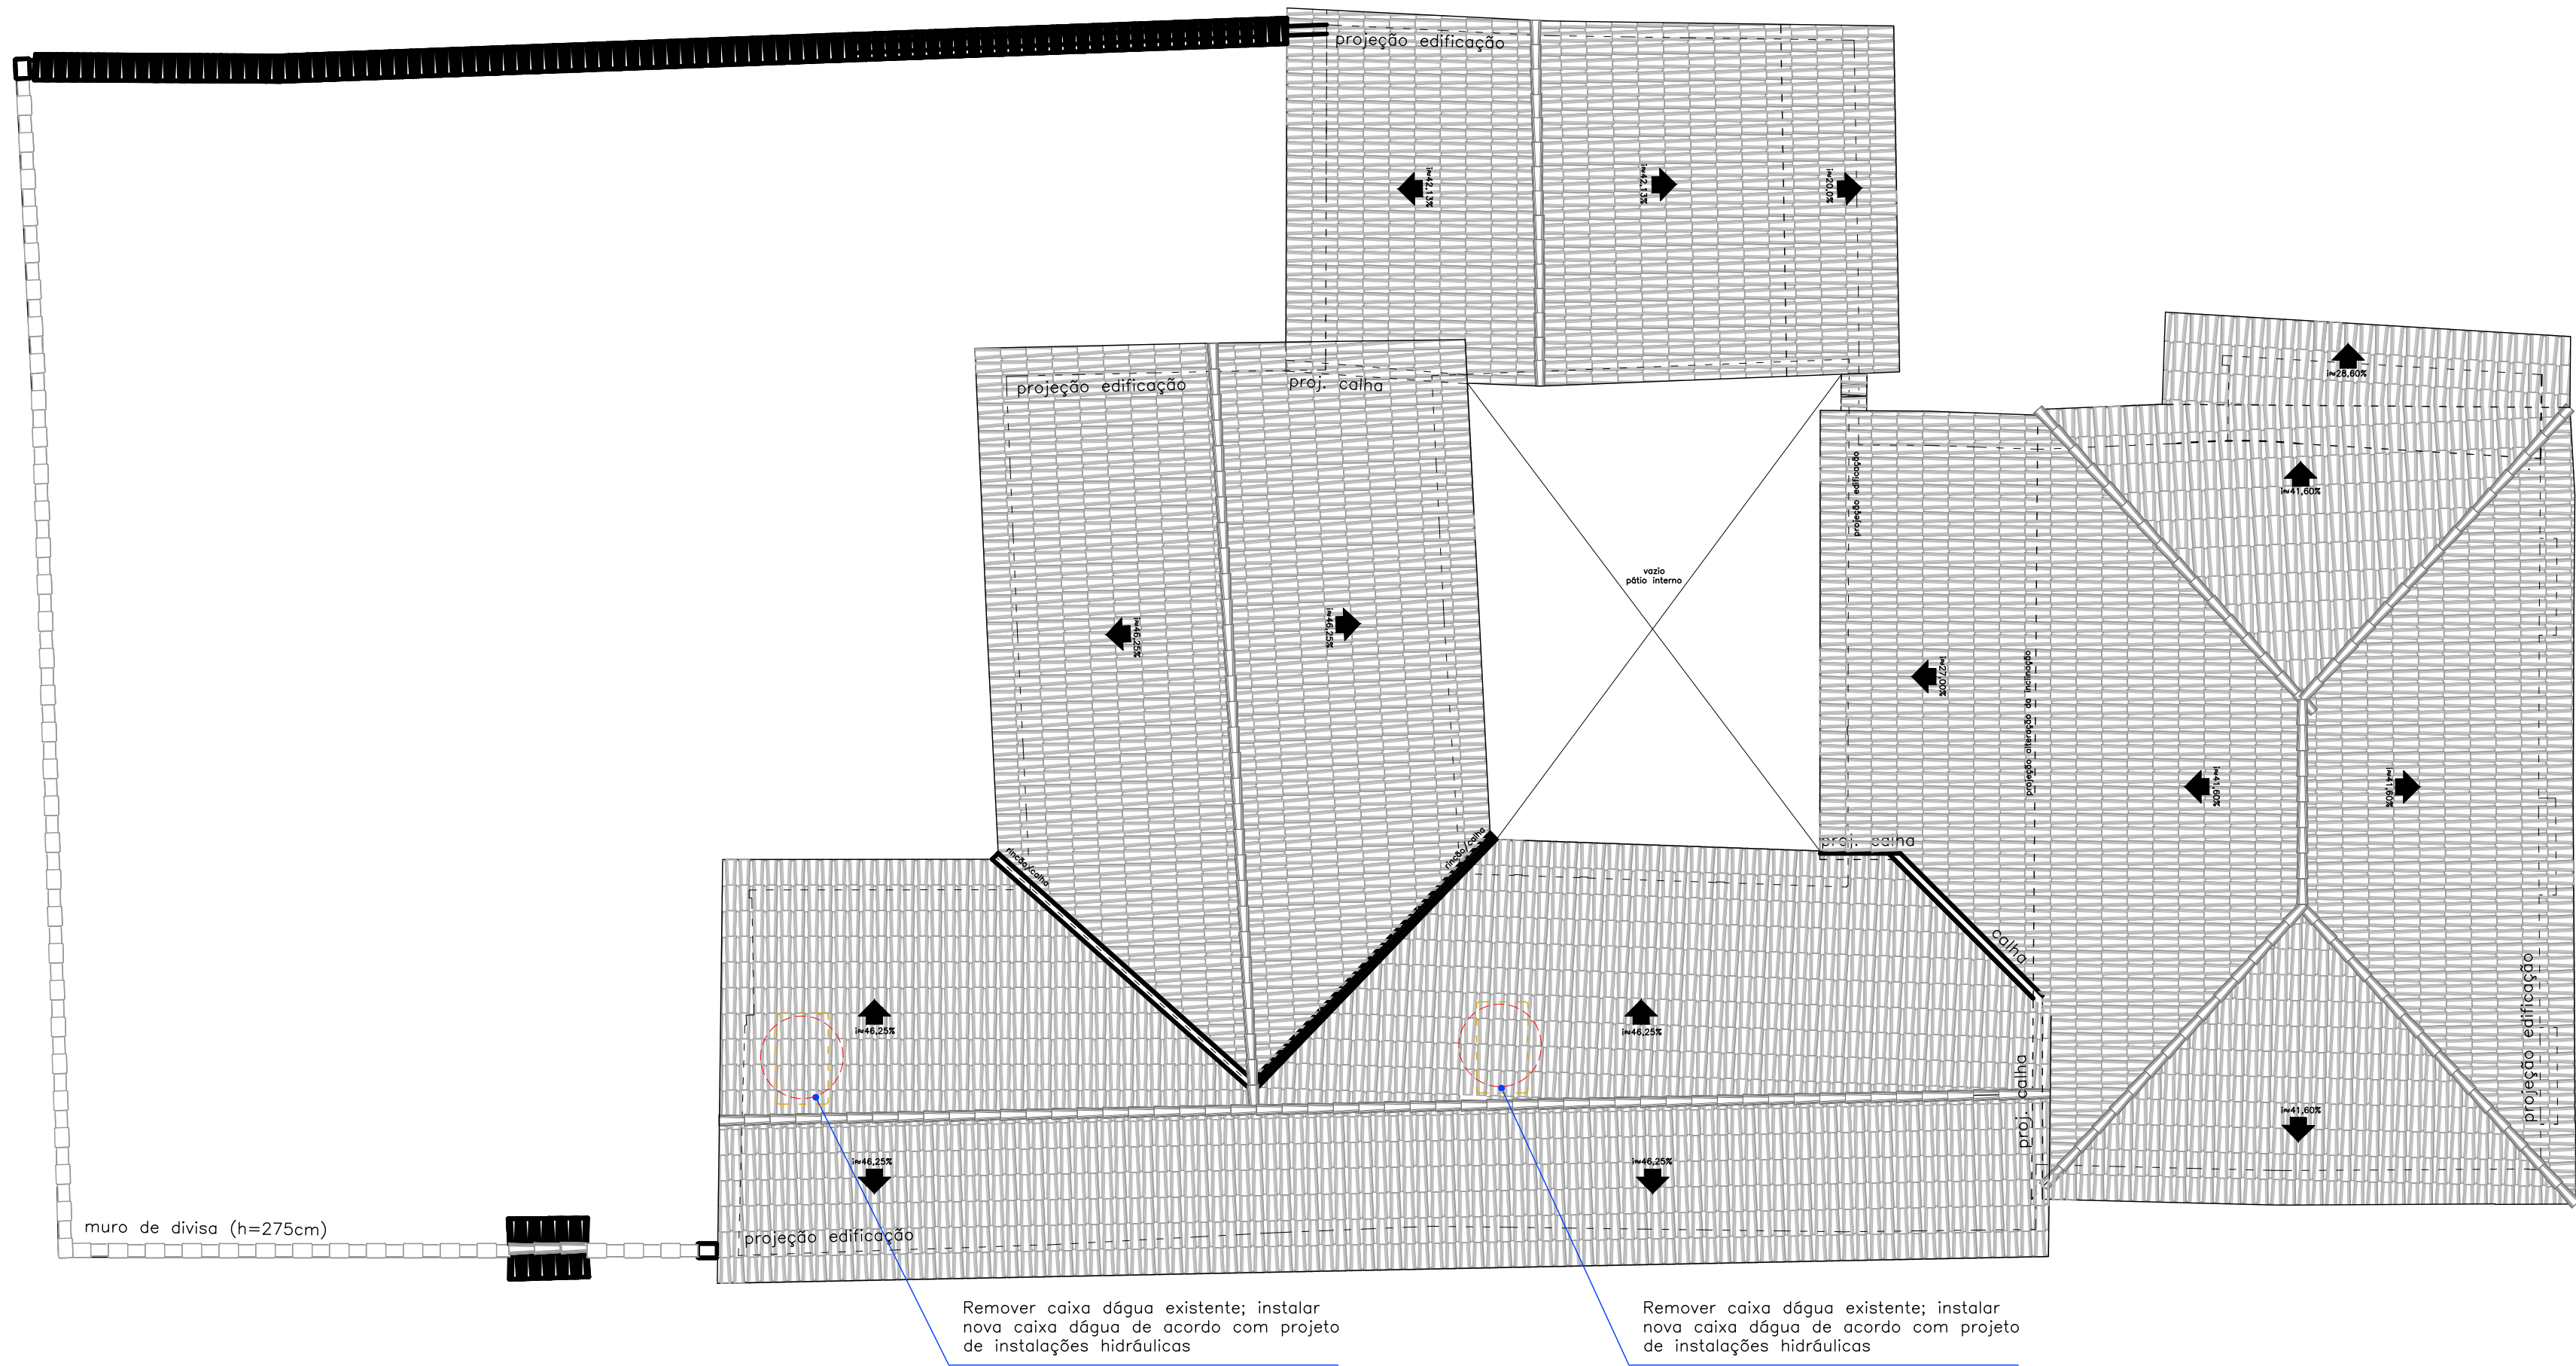 projeção edificação
i≈42,13%
i≈42,13%
i≈20,0%
projeção edificação
proj. calha
i≈28,60%
i≈41,60%
projeção edificação
vazio
pátio interno
i≈46,25%
i≈46,25%
i≈27,00%
projeção alteração da inclinação
i≈41,60%
i≈41,60%
rincão/calha
rincão/calha
proj. calha
calha
i≈46,25%
i≈46,25%
proj. calha
projeção edificação
i≈41,60%
i≈46,25%
i≈46,25%
muro de divisa (h=275cm)
projeção edificação
Remover caixa dágua existente; instalar
nova caixa dágua de acordo com projeto
de instalações hidráulicas
Remover caixa dágua existente; instalar
nova caixa dágua de acordo com projeto
de instalações hidráulicas